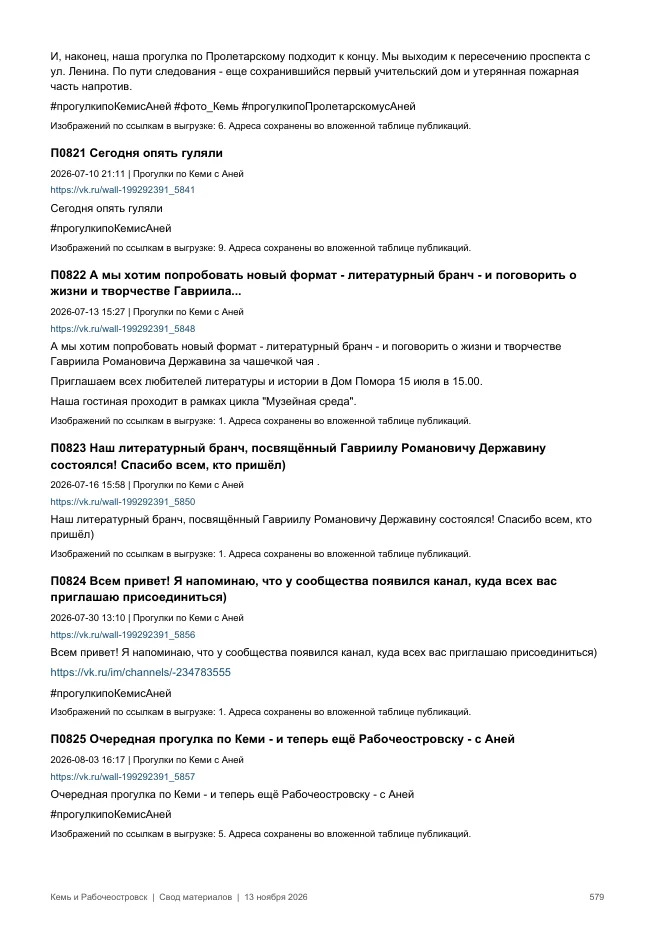 И, наконец, наша прогулка по Пролетарскому подходит к концу. Мы выходим к пересечению проспекта с
ул. Ленина. По пути следования - еще сохранившийся первый учительский дом и утерянная пожарная
часть напротив.
#прогулкипоКемисАней #фото_Кемь #прогулкипоПролетарскомусАней
Изображений по ссылкам в выгрузке: 6. Адреса сохранены во вложенной таблице публикаций.
П0821 Сегодня опять гуляли
2026-07-10 21:11 | Прогулки по Кеми с Аней
https://vk.ru/wall-199292391_5841
Сегодня опять гуляли
#прогулкипоКемисАней
Изображений по ссылкам в выгрузке: 9. Адреса сохранены во вложенной таблице публикаций.
П0822 А мы хотим попробовать новый формат - литературный бранч - и поговорить о
жизни и творчестве Гавриила...
2026-07-13 15:27 | Прогулки по Кеми с Аней
https://vk.ru/wall-199292391_5848
А мы хотим попробовать новый формат - литературный бранч - и поговорить о жизни и творчестве
Гавриила Романовича Державина за чашечкой чая .
Приглашаем всех любителей литературы и истории в Дом Помора 15 июля в 15.00.
Наша гостиная проходит в рамках цикла "Музейная среда".
Изображений по ссылкам в выгрузке: 1. Адреса сохранены во вложенной таблице публикаций.
П0823 Наш литературный бранч, посвящённый Гавриилу Романовичу Державину
состоялся! Спасибо всем, кто пришёл)
2026-07-16 15:58 | Прогулки по Кеми с Аней
https://vk.ru/wall-199292391_5850
Наш литературный бранч, посвящённый Гавриилу Романовичу Державину состоялся! Спасибо всем, кто
пришёл)
Изображений по ссылкам в выгрузке: 1. Адреса сохранены во вложенной таблице публикаций.
П0824 Всем привет! Я напоминаю, что у сообщества появился канал, куда всех вас
приглашаю присоединиться)
2026-07-30 13:10 | Прогулки по Кеми с Аней
https://vk.ru/wall-199292391_5856
Всем привет! Я напоминаю, что у сообщества появился канал, куда всех вас приглашаю присоединиться)
https://vk.ru/im/channels/-234783555
#прогулкипоКемисАней
Изображений по ссылкам в выгрузке: 1. Адреса сохранены во вложенной таблице публикаций.
П0825 Очередная прогулка по Кеми - и теперь ещё Рабочеостровску - с Аней
2026-08-03 16:17 | Прогулки по Кеми с Аней
https://vk.ru/wall-199292391_5857
Очередная прогулка по Кеми - и теперь ещё Рабочеостровску - с Аней
#прогулкипоКемисАней
Изображений по ссылкам в выгрузке: 5. Адреса сохранены во вложенной таблице публикаций.
Кемь и Рабочеостровск | Свод материалов | 13 ноября 2026 579